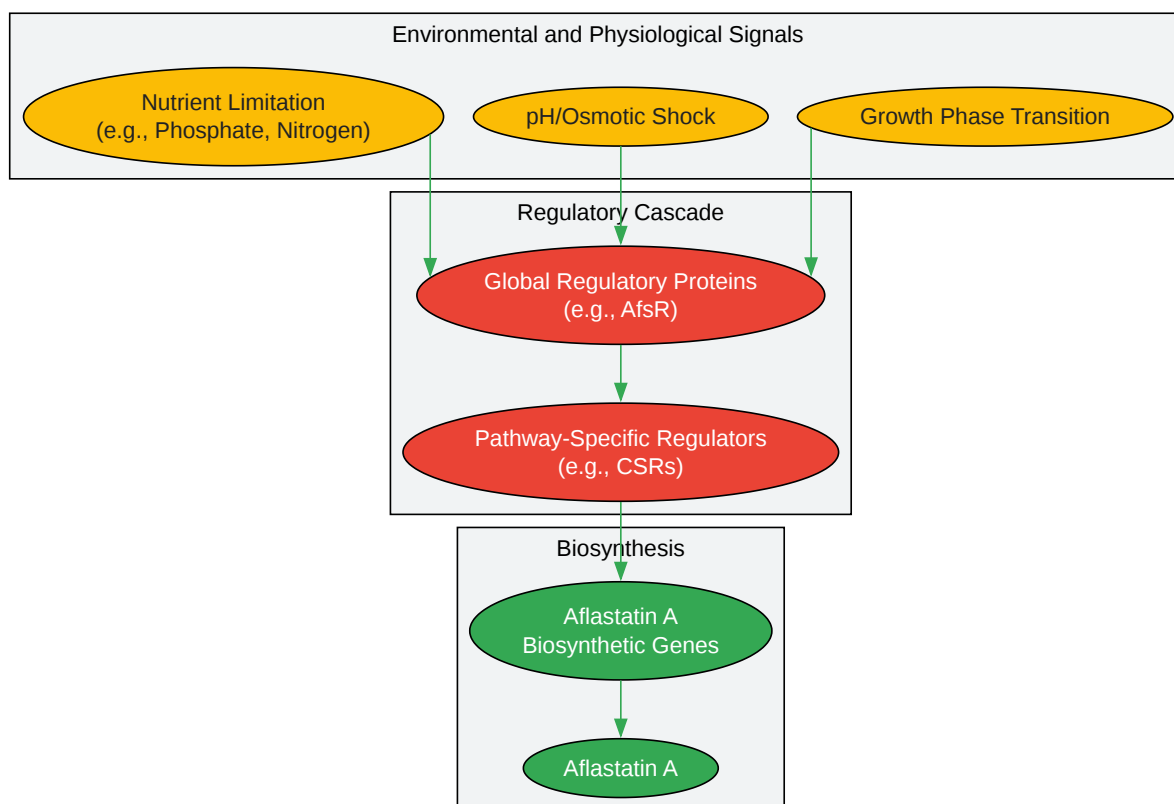 Environmental and Physiological Signals
Nutrient Limitation
(e.g., Phosphate, Nitrogen)
pH/Osmotic Shock
Growth Phase Transition
Regulatory Cascade
Global Regulatory Proteins
(e.g., AfsR)
Pathway-Specific Regulators
(e.g., CSRs)
Biosynthesis
Aflastatin A
Biosynthetic Genes
Aflastatin A